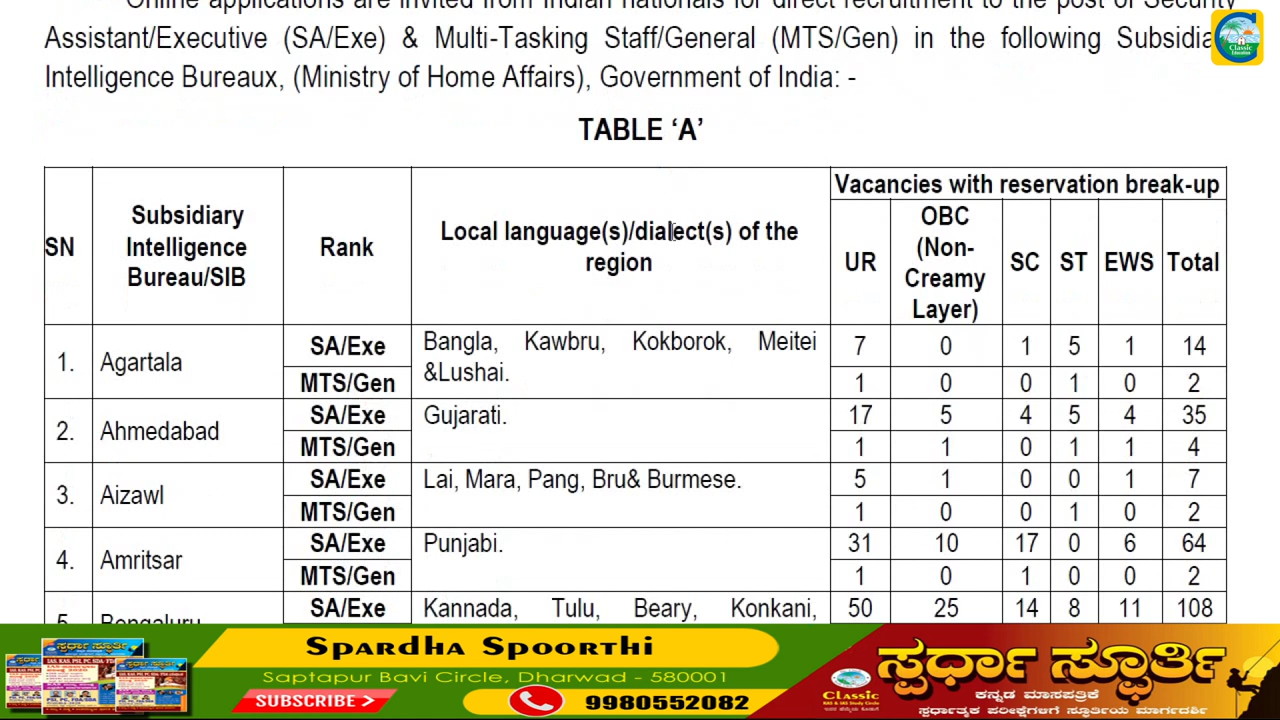 Online applications are invited from Indian nationals for direct recruitment to the post of Security
Assistant/Executive (SA/Exe) & Multi-Tasking Staff/General (MTS/Gen) in the following
Intelligence Bureaux, (Ministry of Home Affairs), Government of India: -
Classic
Education
TABLE ‘A’
SN
Subsidiary
Intelligence
Bureau/SIB
Rank
Local language(s)/dialect(s) of the
region
Vacancies with reservation break-up
UR
OBC
(Non-
Creamy
Layer)
SC
ST
EWS
Total
1. Agartala
SA/Exe
Bangla, Kawbru, Kokborok, Meitei
&Lushai.
7 0 1 5 1 14
MTS/Gen 1 0 0 1 0 2
2. Ahmedabad
SA/Exe Gujarati. 17 5 4 5 4 35
MTS/Gen 1 1 0 1 1 4
3. Aizawl
SA/Exe Lai, Mara, Pang, Bru& Burmese. 5 1 0 0 1 7
MTS/Gen 1 0 0 1 0 2
4. Amritsar
SA/Exe Punjabi. 31 10 17 0 6 64
MTS/Gen 1 0 1 0 0 2
5. Bengaluru
SA/Exe Kannada, Tulu, Beary, Konkani, 50 25 14 8 11 108
ಸ್ಪರ್ಧಾ ಸ್ಫೂರ್ತಿ
Spardha Spoorthi
Saptapur Bavi Circle, Dharwad - 580001
SUBSCRIBE >
9980552082
Classic
KAS & IAS Study Circle
ಸ್ಪರ್ಧಾ ಸ್ಫೂರ್ತಿ
ಕನ್ನಡ ಮಾಸಪತ್ರಿಕೆ
ಸ್ಪರ್ಧಾತ್ಮಕ ಪರೀಕ್ಷೆಗಳಿಗೆ ಸ್ಫೂರ್ತಿಯ ಮಾರ್ಗದರ್ಶಿ